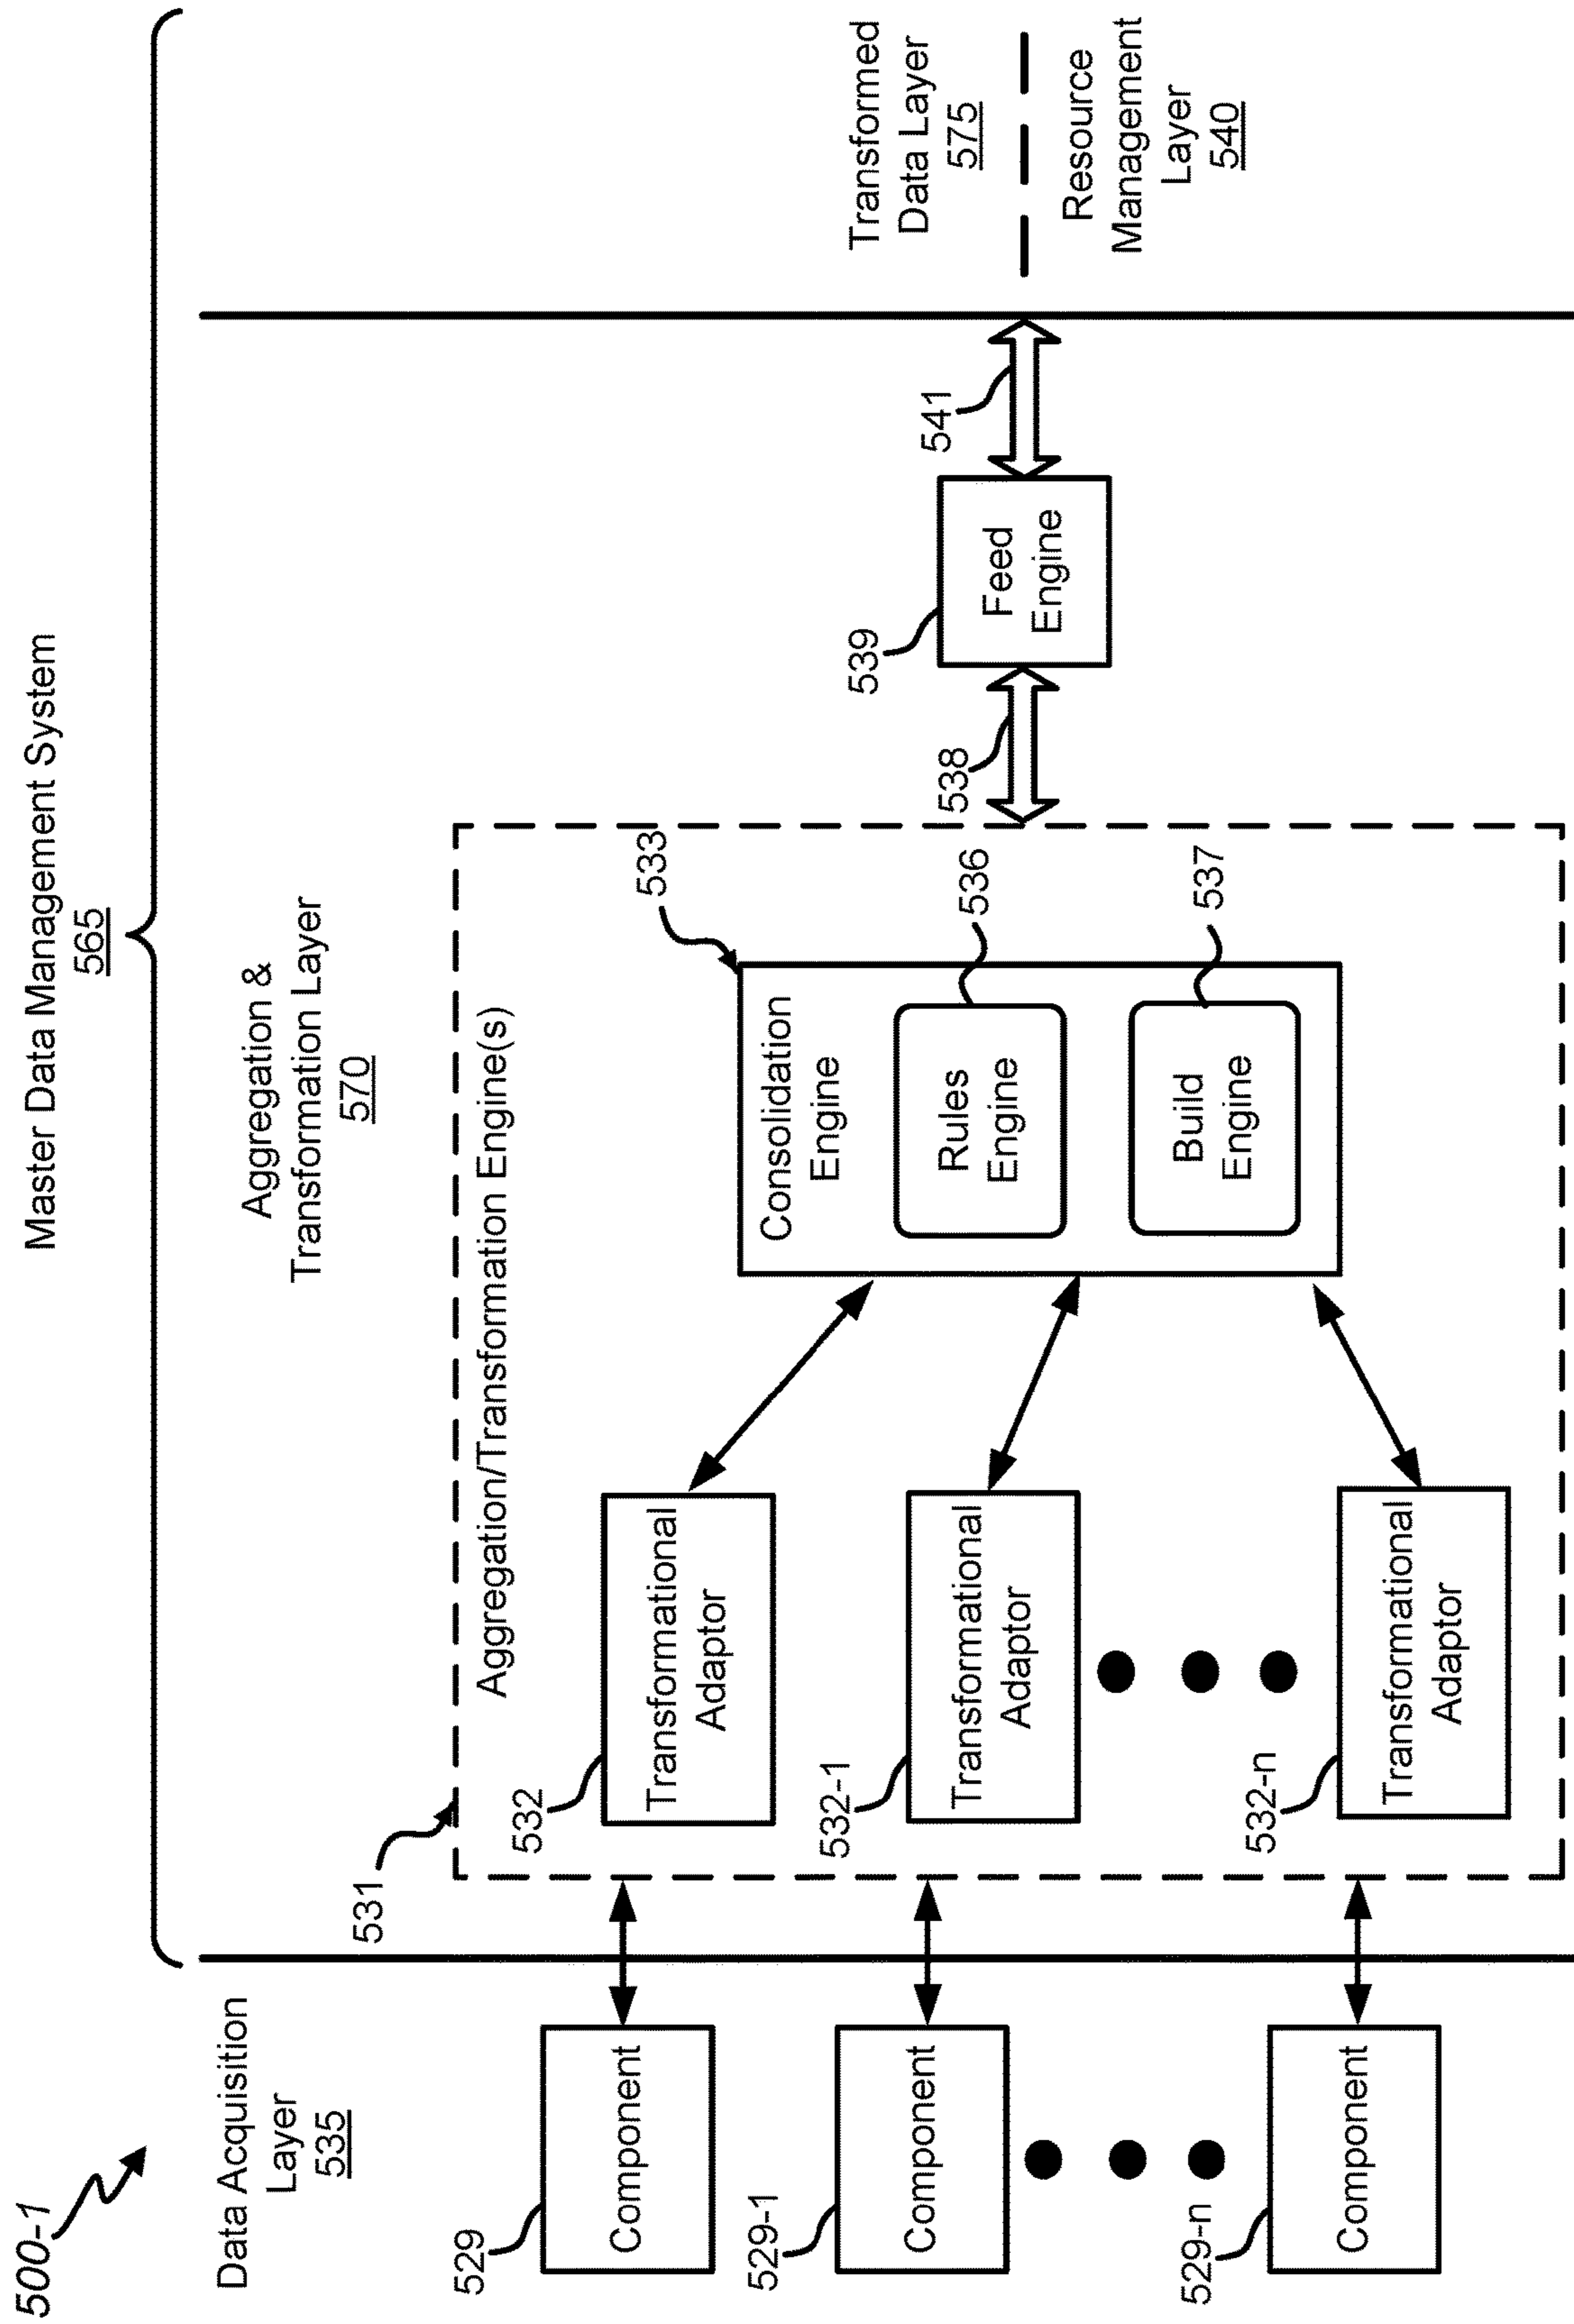 500-1
Master Data Management System
565
Data Acquisition
Layer
535
Aggregation &
Transformation Layer
570
Transformed
Data Layer
575
Resource
Management
Layer
540
531
Aggregation/Transformation Engine(s)
529
Component
529-1
Component
529-n
Component
532
Transformational
Adaptor
532-1
Transformational
Adaptor
532-n
Transformational
Adaptor
533
Consolidation
Engine
Rules
Engine
536
Build
Engine
537
538
539
Feed
Engine
541